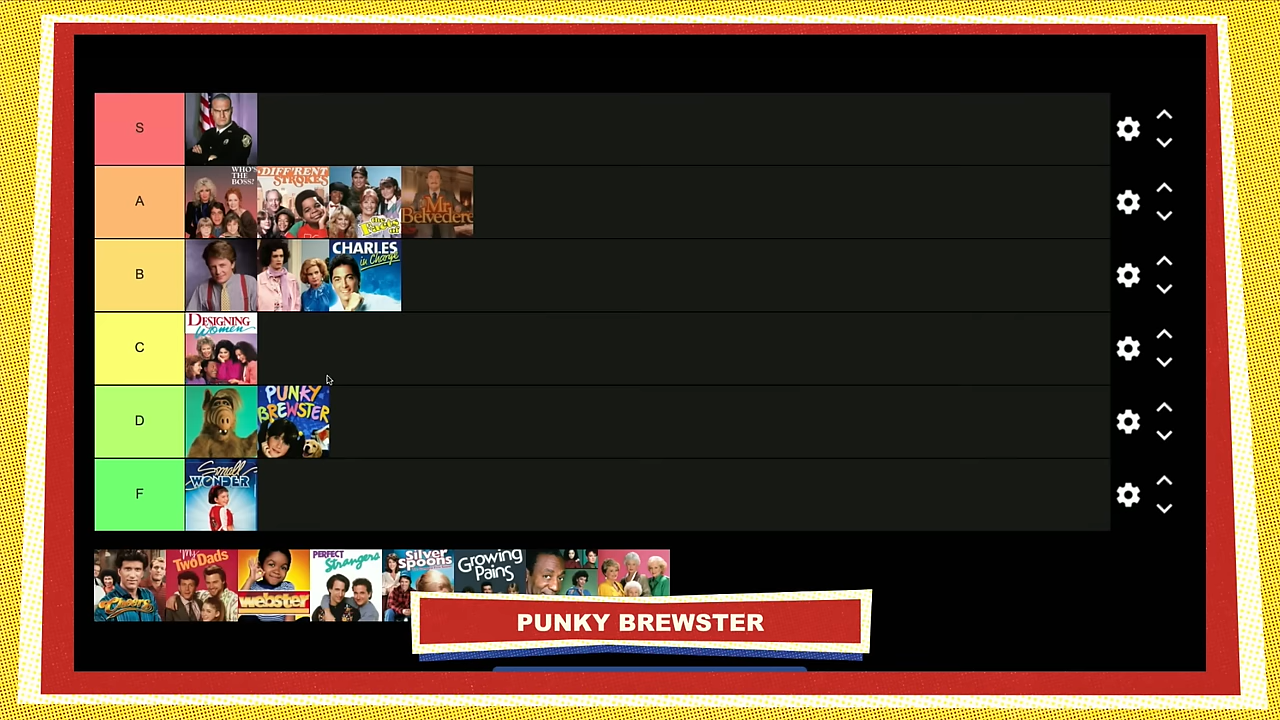 S
A
WHO'S
THE
BOSS?
DIFF'RENT
STROKES
the
Facts
of
Mr.
Belvedere
B
CHARLES
in Charge
C
DESIGNING
Women
D
PUNKY
BREWSTER
F
Small
WONDER
Cheers
My
Two Dads
webster
PERFECT
Strangers
Silver
Spoons
Growing
Pains
PUNKY BREWSTER